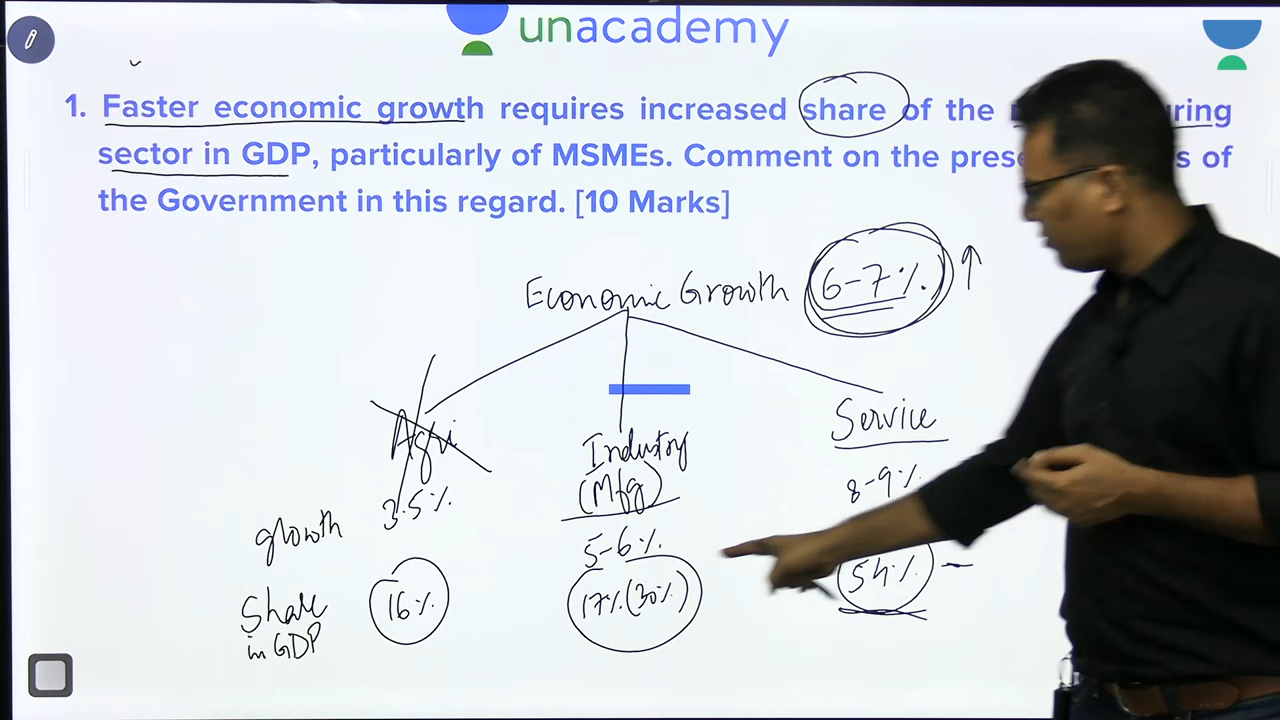 unacademy
1. Faster economic growth requires increased share of the ring
sector in GDP, particularly of MSMEs. Comment on the of
the Government in this regard. [10 Marks]
Economic Growth 6-7% ↑
Agri Industry (Mfg) Service
growth 3.5% 5-6% 8-9%
Share in GDP 16% 17% (30%) 54% -